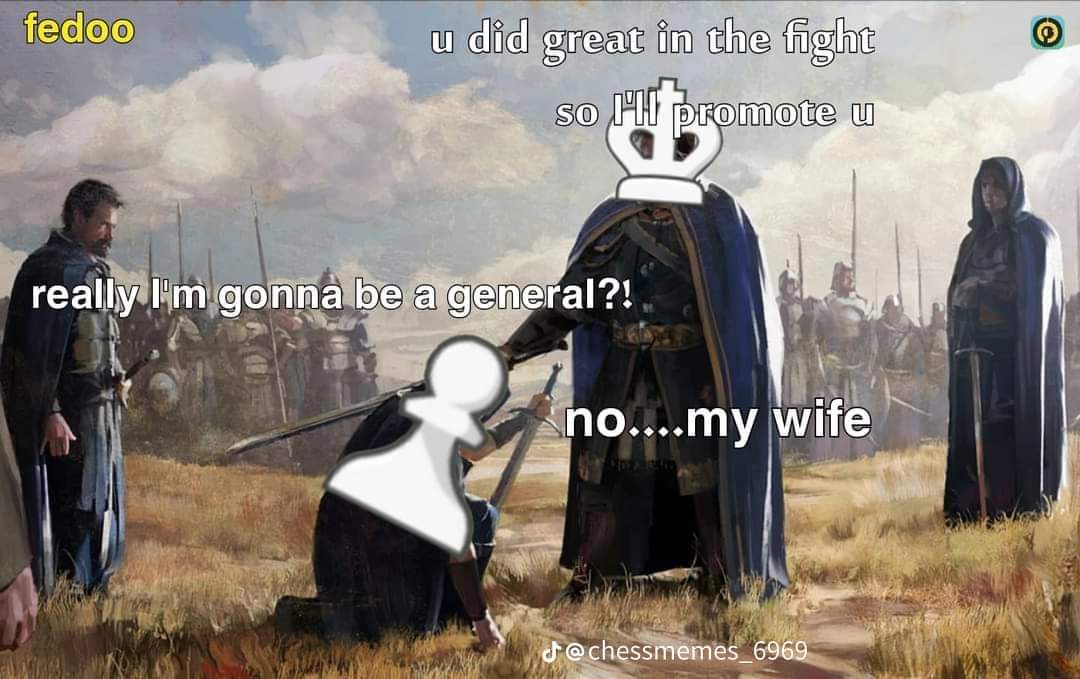 fedoo
u did great in the fight
so I'll promote u
really I'm gonna be a general?!
no....my wife
@chessmemes_6969